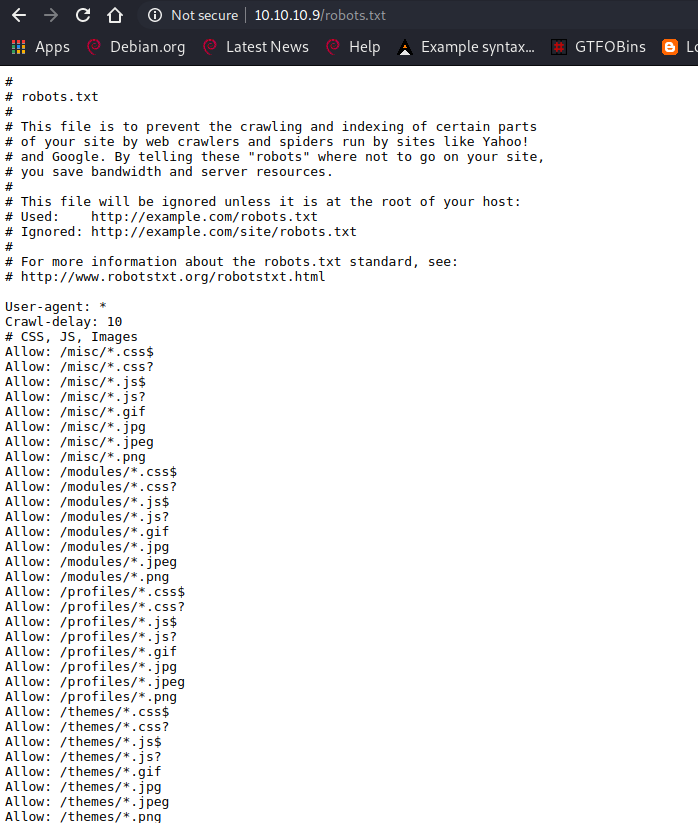 Not secure 10.10.10.9/robots.txt
Apps Debian.org Latest News Help Example syntax... GTFOBins
#
# robots.txt
#
# This file is to prevent the crawling and indexing of certain parts
# of your site by web crawlers and spiders run by sites like Yahoo!
# and Google. By telling these "robots" where not to go on your site,
# you save bandwidth and server resources.
#
# This file will be ignored unless it is at the root of your host:
# Used:    http://example.com/robots.txt
# Ignored: http://example.com/site/robots.txt
#
# For more information about the robots.txt standard, see:
# http://www.robotstxt.org/robotstxt.html
User-agent: *
Crawl-delay: 10
# CSS, JS, Images
Allow: /misc/*.css$
Allow: /misc/*.css?
Allow: /misc/*.js$
Allow: /misc/*.js?
Allow: /misc/*.gif
Allow: /misc/*.jpg
Allow: /misc/*.jpeg
Allow: /misc/*.png
Allow: /modules/*.css$
Allow: /modules/*.css?
Allow: /modules/*.js$
Allow: /modules/*.js?
Allow: /modules/*.gif
Allow: /modules/*.jpg
Allow: /modules/*.jpeg
Allow: /modules/*.png
Allow: /profiles/*.css$
Allow: /profiles/*.css?
Allow: /profiles/*.js$
Allow: /profiles/*.js?
Allow: /profiles/*.gif
Allow: /profiles/*.jpg
Allow: /profiles/*.jpeg
Allow: /profiles/*.png
Allow: /themes/*.css$
Allow: /themes/*.css?
Allow: /themes/*.js$
Allow: /themes/*.js?
Allow: /themes/*.gif
Allow: /themes/*.jpg
Allow: /themes/*.jpeg
Allow: /themes/*.png